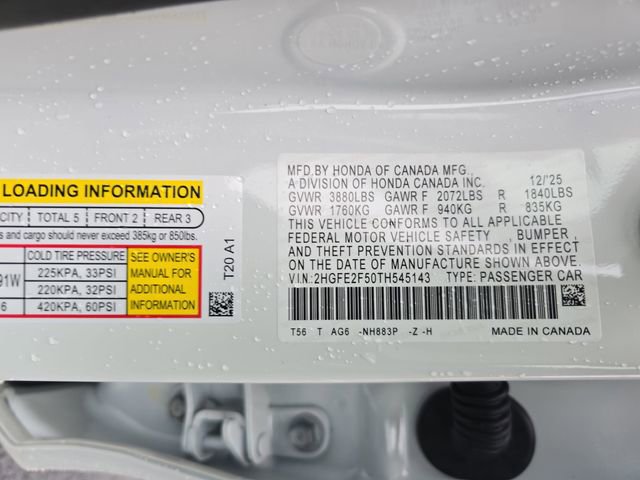 LOADING INFORMATION
CITY TOTAL 5 FRONT 2 REAR 3
s and cargo should never exceed 385kg or 850lbs.
COLD TIRE PRESSURE
91W 225KPA, 33PSI
220KPA, 32PSI
6 420KPA, 60PSI
SEE OWNER'S
MANUAL FOR
ADDITIONAL
INFORMATION
T20 A1
MFD.BY HONDA OF CANADA MFG.,
A DIVISION OF HONDA CANADA INC. 12/'25
GVWR 3880LBS GAWR F 2072LBS R 1840LBS
GVWR 1760KG GAWR F 940KG R 835KG
THIS VEHICLE CONFORMS TO ALL APPLICABLE
FEDERAL MOTOR VEHICLE SAFETY , BUMPER ,
AND THEFT PREVENTION STANDARDS IN EFFECT
ON THE DATE OF MANUFACTURE SHOWN ABOVE.
V I N: 2HGFE2F50TH545143 TYPE: PASSENGER CAR
T56 T AG6 -NH883P -Z -H
MADE IN CANADA